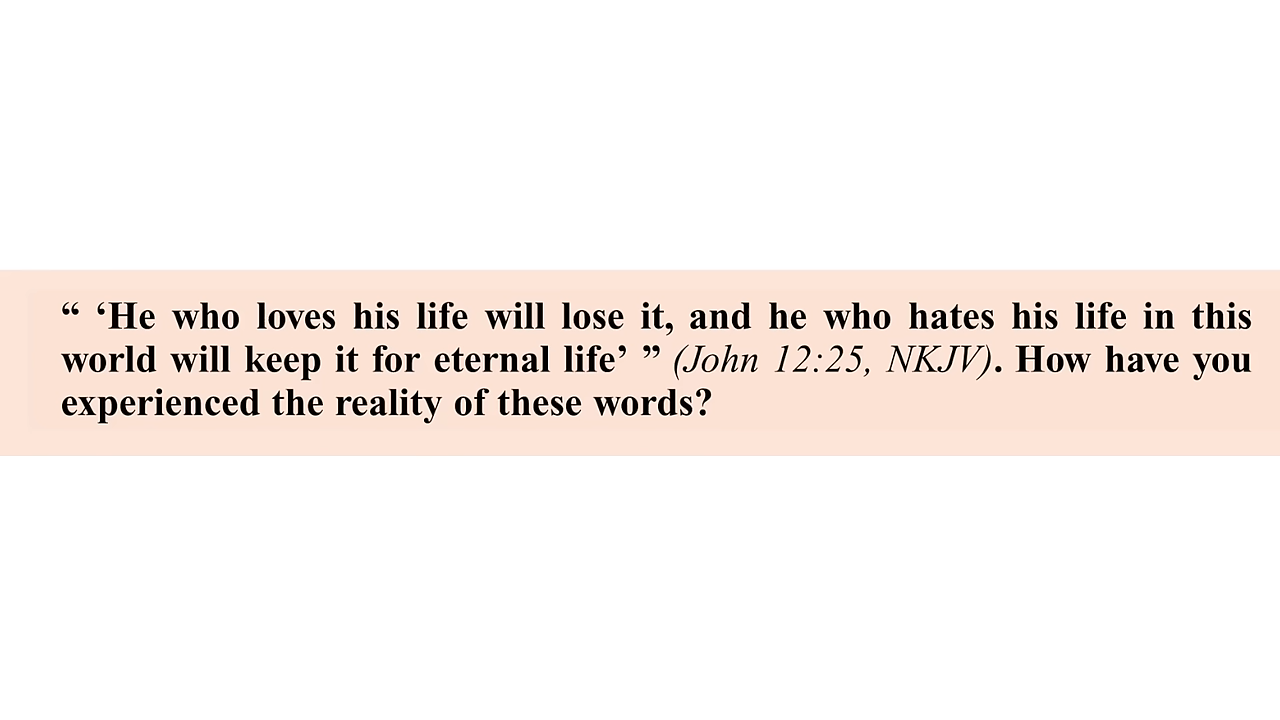 “ ‘He who loves his life will lose it, and he who hates his life in this
world will keep it for eternal life’ ” (John 12:25, NKJV). How have you
experienced the reality of these words?